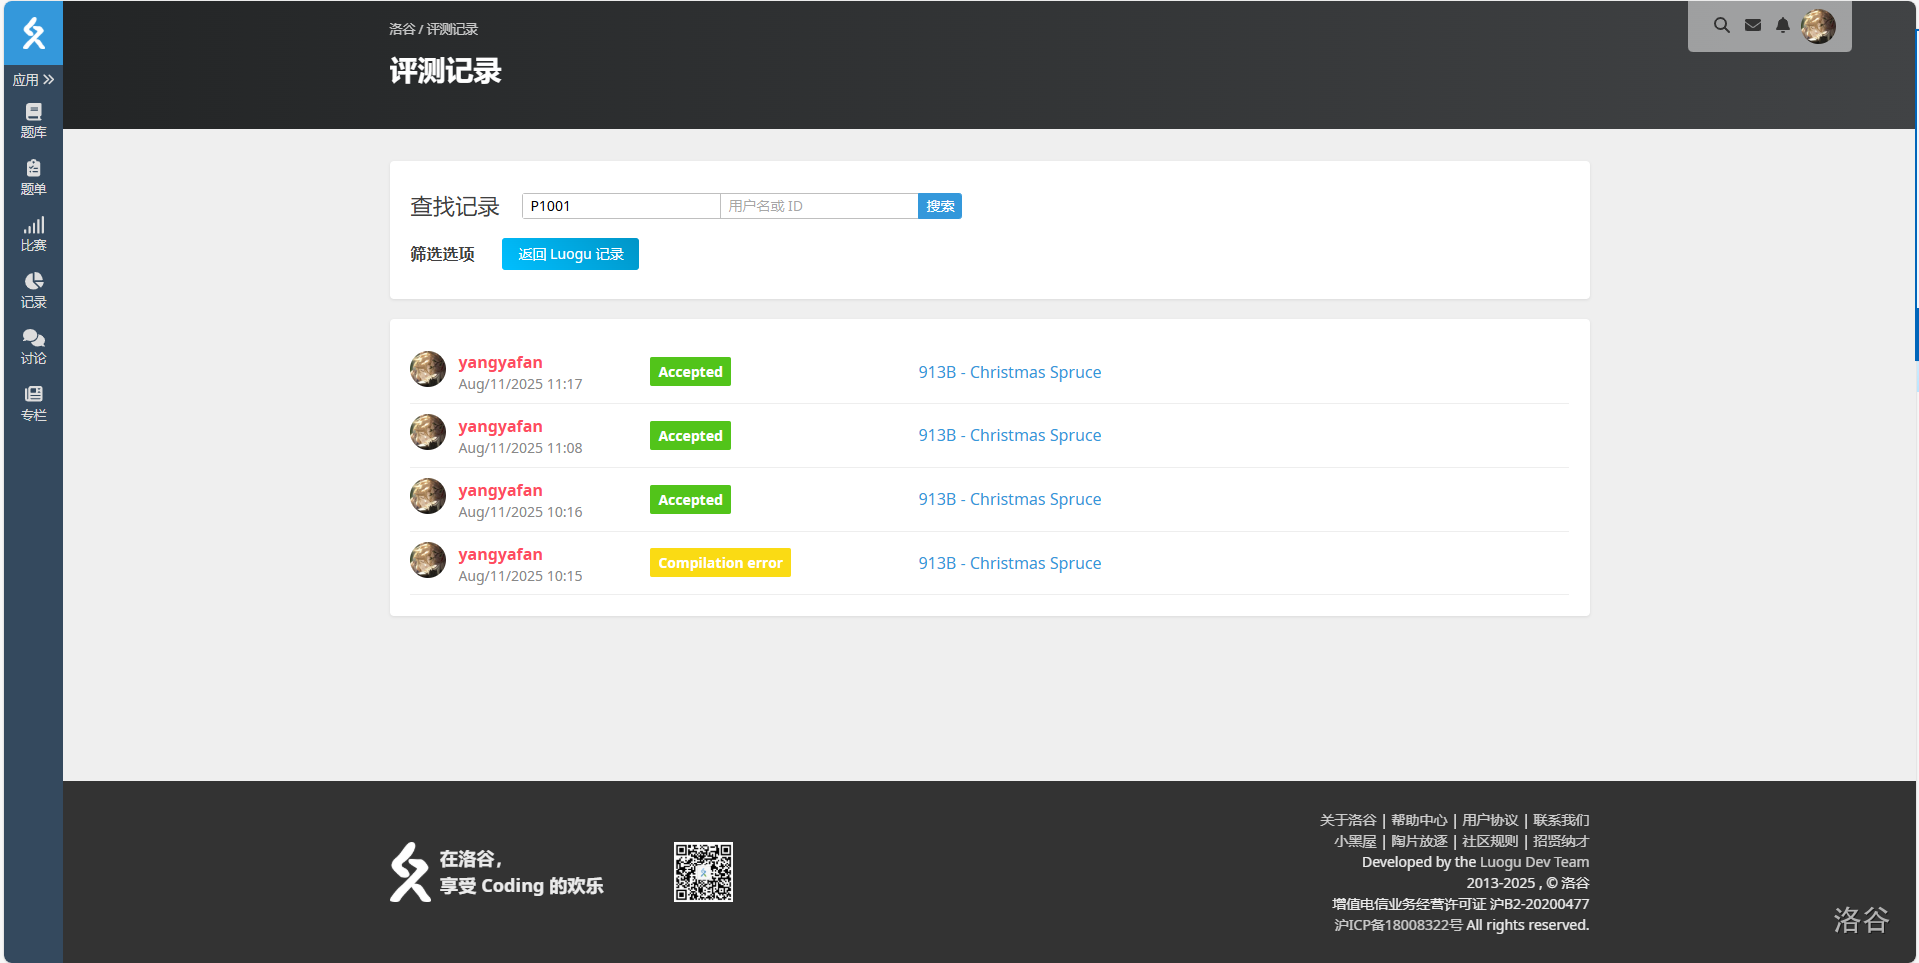 应用
题库
题单
比赛
记录
讨论
专栏
洛谷 / 评测记录
评测记录
查找记录 P1001 用户名或 ID 搜索
筛选选项 返回 Luogu 记录
yangyafan Accepted 913B - Christmas Spruce
Aug/11/2025 11:17
yangyafan Accepted 913B - Christmas Spruce
Aug/11/2025 11:08
yangyafan Accepted 913B - Christmas Spruce
Aug/11/2025 10:16
yangyafan Compilation error 913B - Christmas Spruce
Aug/11/2025 10:15
在洛谷，
享受 Coding 的欢乐
关于洛谷 | 帮助中心 | 用户协议 | 联系我们
小黑屋 | 陶片放逐 | 社区规则 | 招贤纳才
Developed by the Luogu Dev Team
2013-2025 , © 洛谷
增值电信业务经营许可证 沪B2-20200477
沪ICP备18008322号 All rights reserved.
洛谷